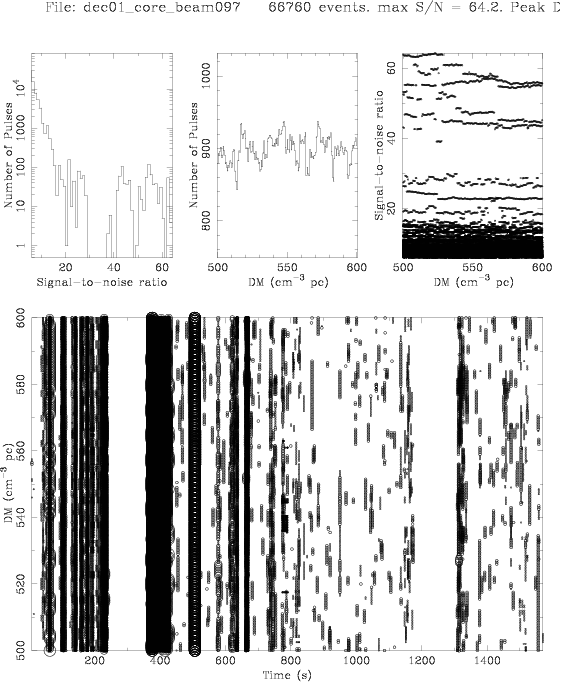 File: dec01_core_beam097 66760 events. max S/N = 64.2. Peak D
Number of Pulses
1 10 100 1000 10⁴
20 40 60
Signal-to-noise ratio
Number of Pulses
800 900 1000
500 550 600
DM (cm⁻³ pc)
Signal-to-noise ratio
20 40 60
500 550 600
DM (cm⁻³ pc)
DM (cm⁻³ pc)
500 520 540 560 580 600
200 400 600 800 1000 1200 1400
Time (s)